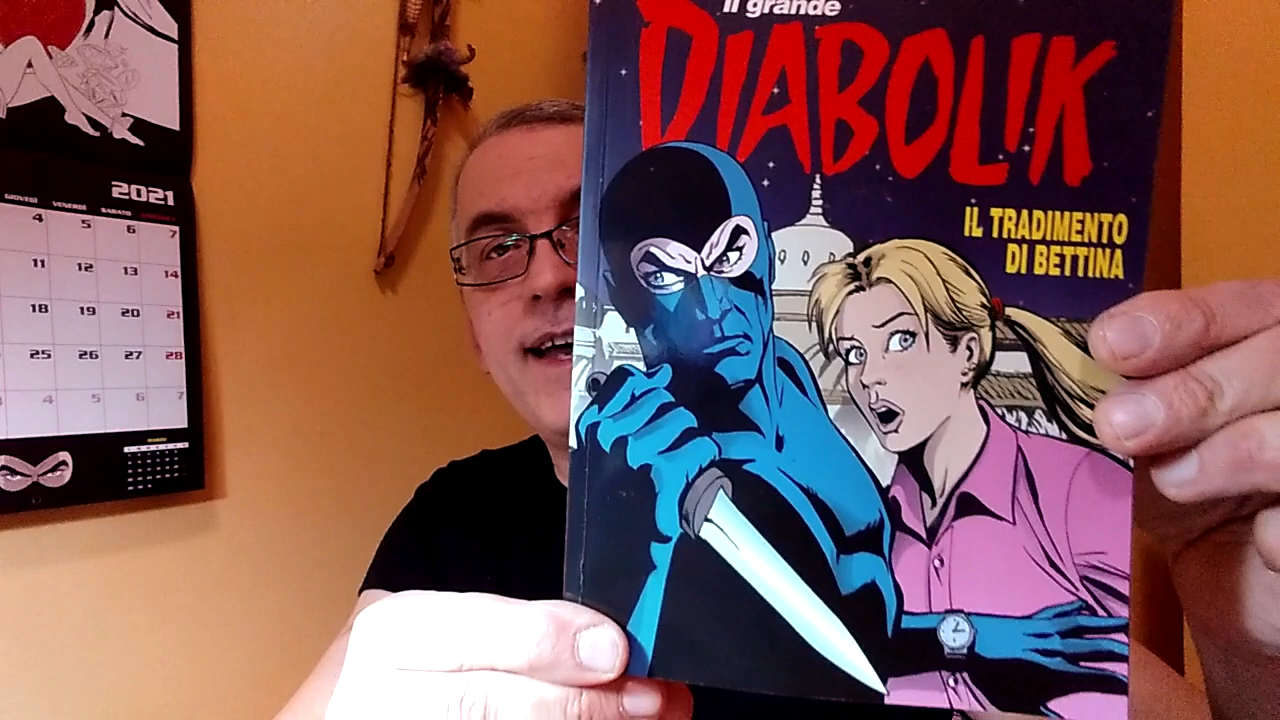 Il grande
DIABOLIK
IL TRADIMENTO
DI BETTINA
2021
GIOVEDÌ VENERDÌ SABATO
4 5 6 7
11 12 13 14
18 19 20 21
25 26 27 28
4 5 6 7